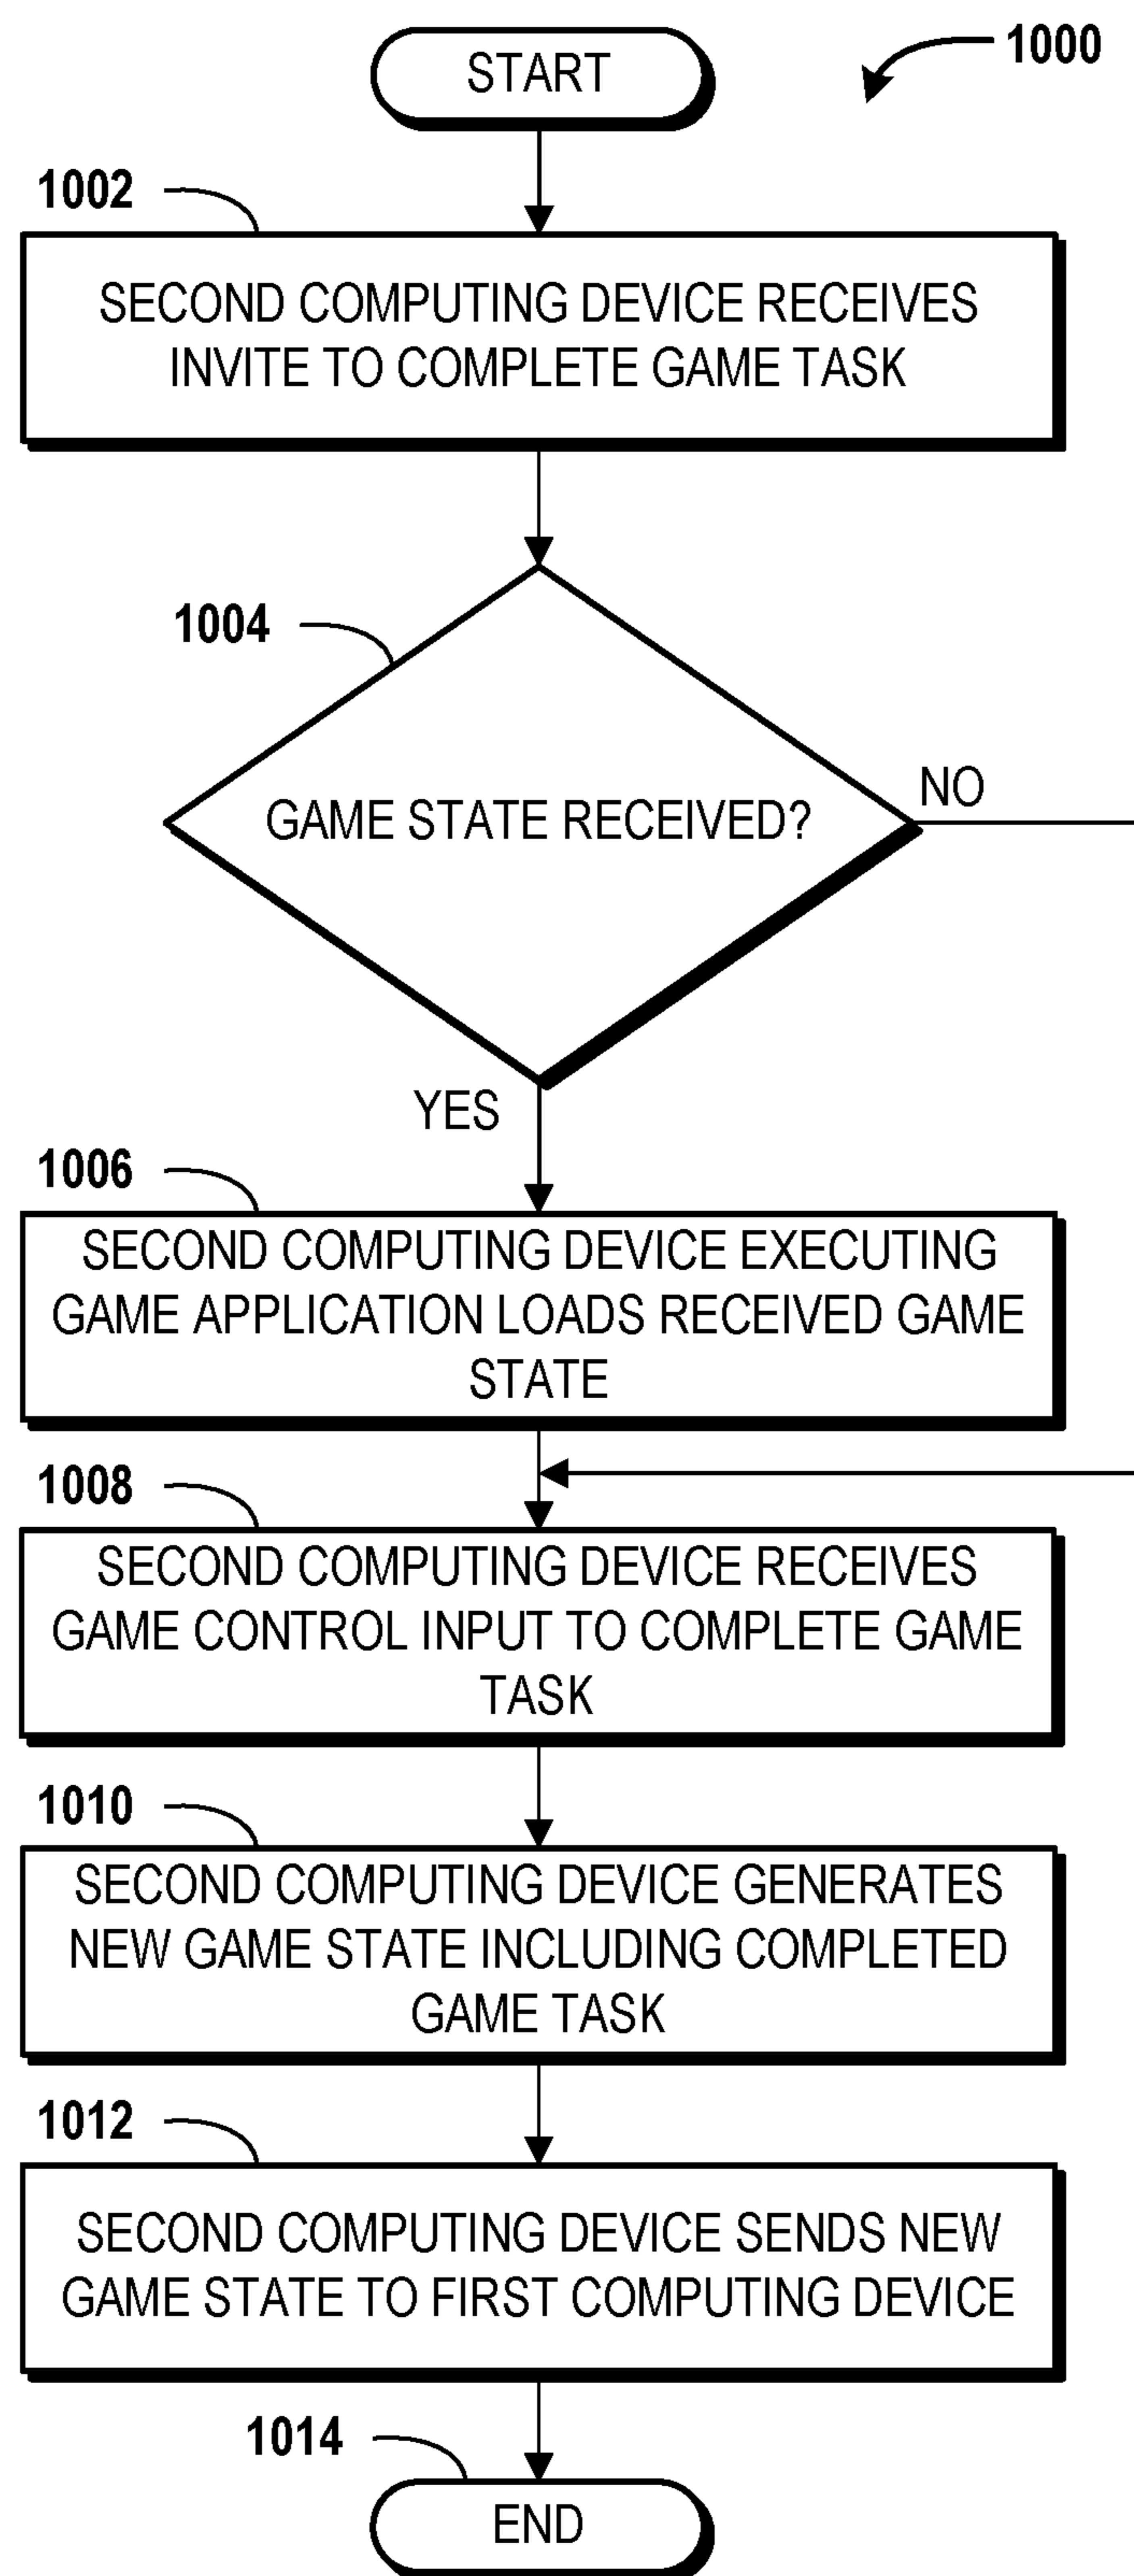 START
1000
1002
SECOND COMPUTING DEVICE RECEIVES
INVITE TO COMPLETE GAME TASK
1004
GAME STATE RECEIVED?
NO
YES
1006
SECOND COMPUTING DEVICE EXECUTING
GAME APPLICATION LOADS RECEIVED GAME
STATE
1008
SECOND COMPUTING DEVICE RECEIVES
GAME CONTROL INPUT TO COMPLETE GAME
TASK
1010
SECOND COMPUTING DEVICE GENERATES
NEW GAME STATE INCLUDING COMPLETED
GAME TASK
1012
SECOND COMPUTING DEVICE SENDS NEW
GAME STATE TO FIRST COMPUTING DEVICE
1014
END